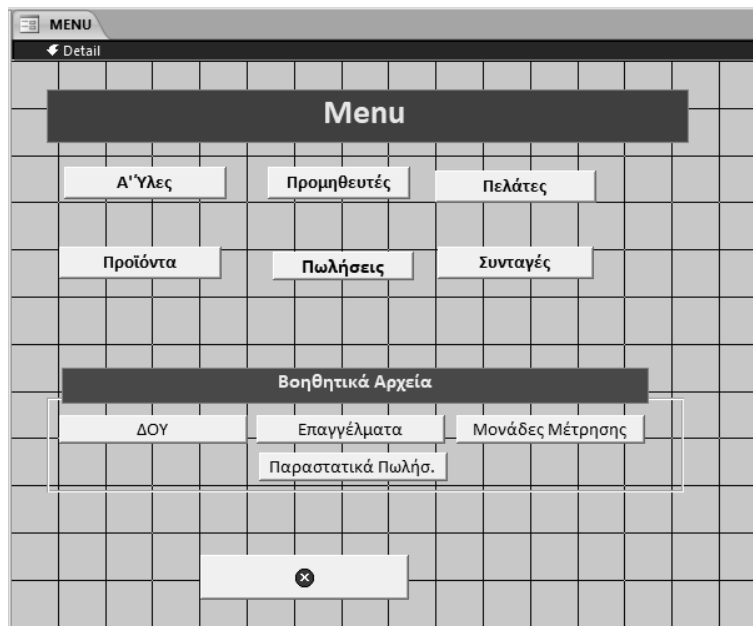 MENU
Detail
Menu
Α'Ύλες Προμηθευτές Πελάτες
Προϊόντα Πωλήσεις Συνταγές
Βοηθητικά Αρχεία
ΔΟΥ Επαγγέλματα Μονάδες Μέτρησης
Παραστατικά Πωλήσ.